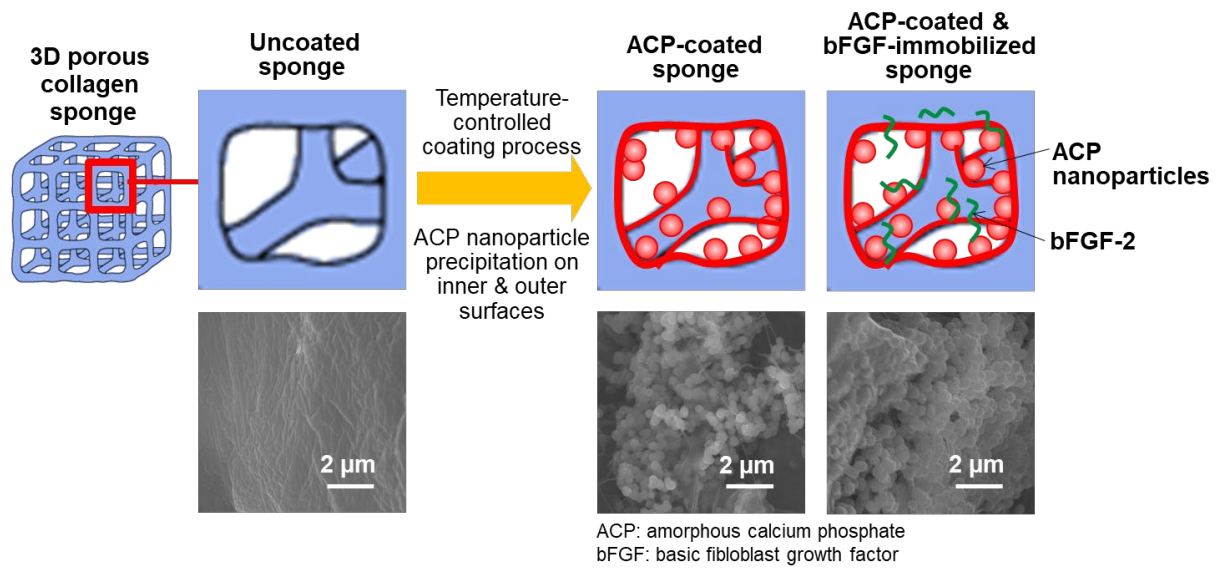 3D porous
collagen
sponge
Uncoated
sponge
Temperature-
controlled
coating process
ACP nanoparticle
precipitation on
inner & outer
surfaces
ACP-coated
sponge
ACP-coated &
bFGF-immobilized
sponge
ACP
nanoparticles
bFGF-2
2 μm
2 μm
2 μm
ACP: amorphous calcium phosphate
bFGF: basic fibloblast growth factor